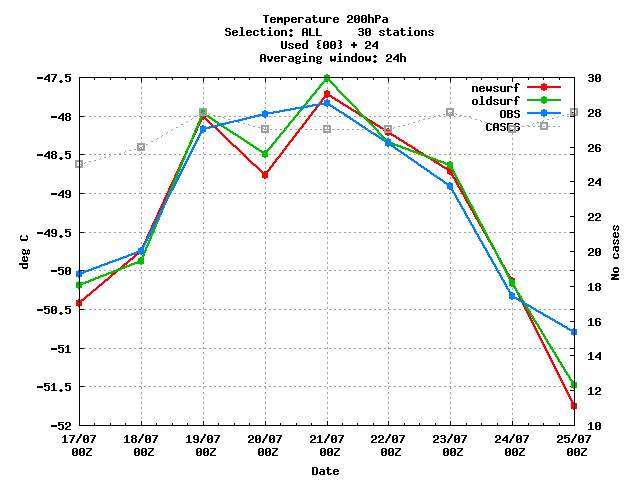 Temperature 200hPa
Selection: ALL 30 stations
Used {00} + 24
Averaging window: 24h
newsurf
oldsurf
OBS
CASES
deg C
-47.5
-48
-48.5
-49
-49.5
-50
-50.5
-51
-51.5
-52
30
28
26
24
22
20
18
16
14
12
10
No cases
17/07 18/07 19/07 20/07 21/07 22/07 23/07 24/07 25/07
00Z 00Z 00Z 00Z 00Z 00Z 00Z 00Z 00Z
Date